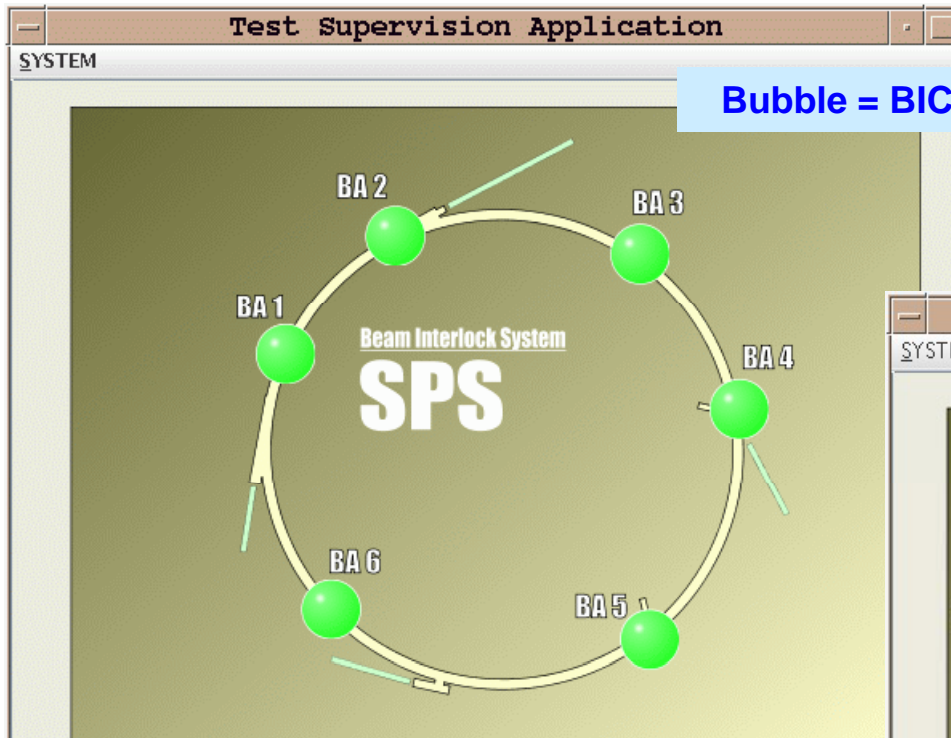 Test Supervision Application
SYSTEM
Bubble = BIC
BA 2
BA 3
BA 1
Beam Interlock System
SPS
BA 4
SYST
BA 6
BA 5